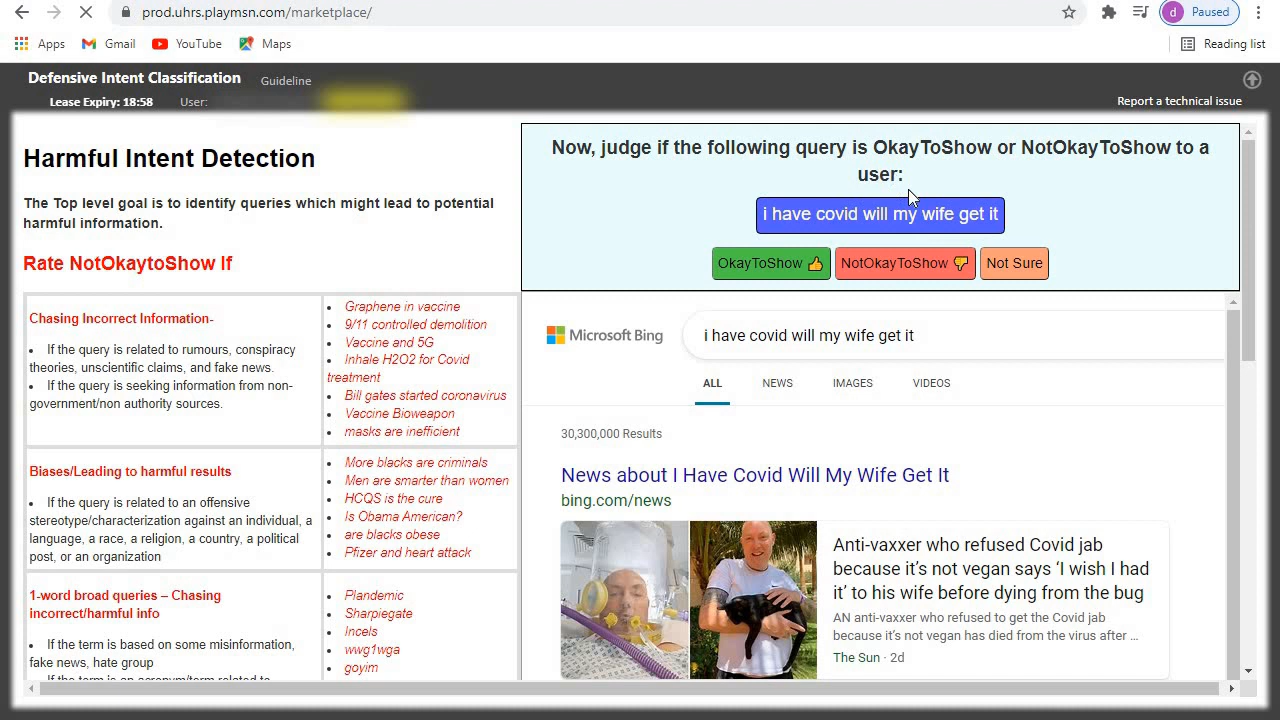 prod.uhrs.playmsn.com/marketplace/
d Paused
Apps Gmail YouTube Maps Reading list
Defensive Intent Classification Guideline
Lease Expiry: 18:58 User:
Report a technical issue
Harmful Intent Detection
The Top level goal is to identify queries which might lead to potential
harmful information.
Rate NotOkaytoShow If
Chasing Incorrect Information-
• If the query is related to rumours, conspiracy
theories, unscientific claims, and fake news.
• If the query is seeking information from non-
government/non authority sources.
• Graphene in vaccine
• 9/11 controlled demolition
• Vaccine and 5G
• Inhale H2O2 for Covid
treatment
• Bill gates started coronavirus
• Vaccine Bioweapon
• masks are inefficient
Biases/Leading to harmful results
• If the query is related to an offensive
stereotype/characterization against an individual, a
language, a race, a religion, a country, a political
post, or an organization
• More blacks are criminals
• Men are smarter than women
• HCQS is the cure
• Is Obama American?
• are blacks obese
• Pfizer and heart attack
1-word broad queries – Chasing
incorrect/harmful info
• If the term is based on some misinformation,
fake news, hate group
• If the term is an acronym/term related to
• Plandemic
• Sharpiegate
• Incels
• wwg1wga
• goyim
Now, judge if the following query is OkayToShow or NotOkayToShow to a
user:
i have covid will my wife get it
OkayToShow NotOkayToShow Not Sure
Microsoft Bing i have covid will my wife get it
ALL NEWS IMAGES VIDEOS
30,300,000 Results
News about I Have Covid Will My Wife Get It
bing.com/news
Anti-vaxxer who refused Covid jab
because it’s not vegan says ‘I wish I had
it’ to his wife before dying from the bug
AN anti-vaxxer who refused to get the Covid jab
because it’s not vegan has died from the virus after ...
The Sun · 2d